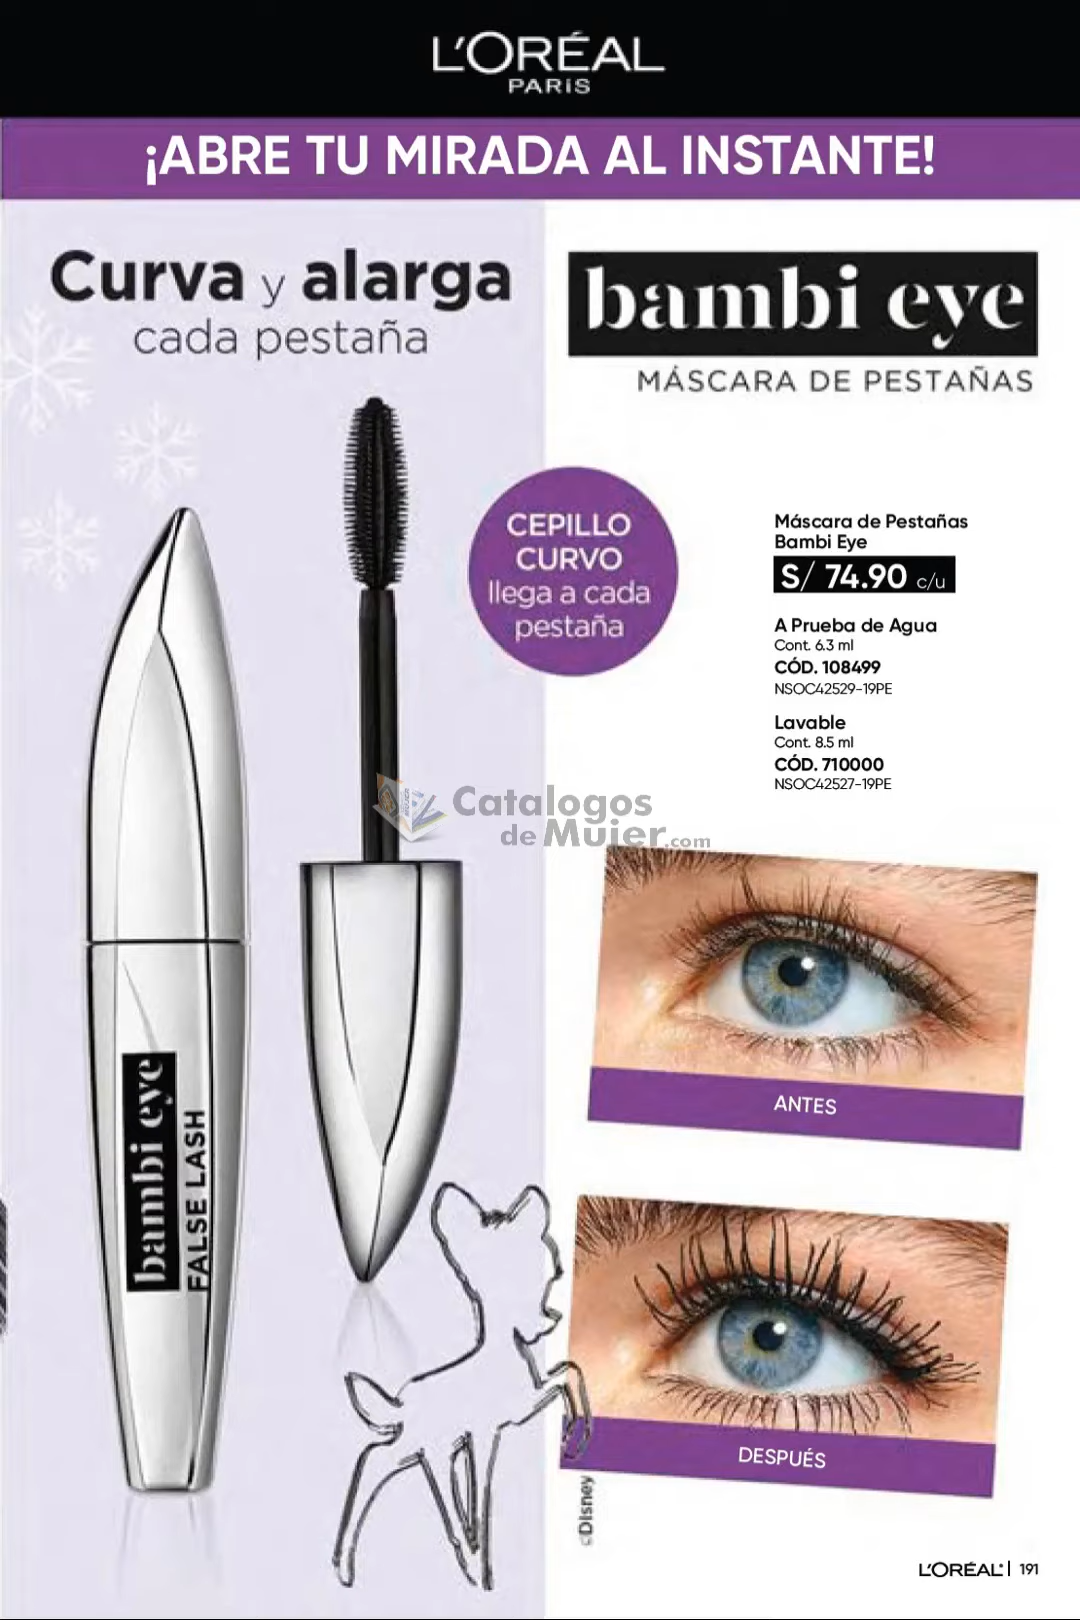 L'ORÉAL
PARIS
¡ABRE TU MIRADA AL INSTANTE!
Curva y alarga
cada pestaña
bambi eye
MÁSCARA DE PESTAÑAS
CEPILLO
CURVO
llega a cada
pestaña
Máscara de Pestañas
Bambi Eye
S/ 74.90 c/u
A Prueba de Agua
Cont. 6.3 ml
CÓD. 108499
NSOC42529-19PE
Lavable
Cont. 8.5 ml
CÓD. 710000
NSOC42527-19PE
Catalogos
de Mujer.com
bambi eye
FALSE LASH
ANTES
DESPUÉS
©Disney
L'ORÉAL | 191